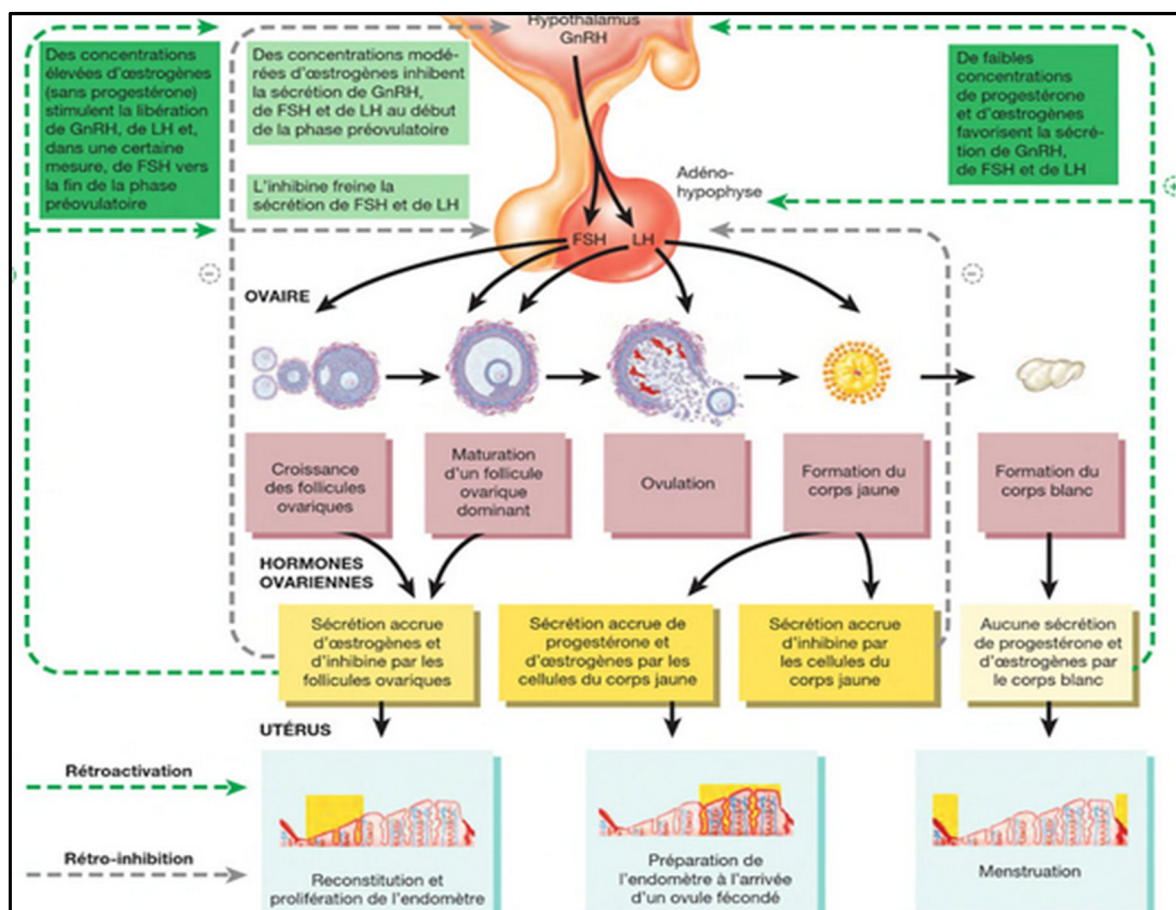 Hypothalamus
GnRH
Des concentrations
élevées d'œstrogènes
(sans progestérone)
stimulent la libération
de GnRH, de LH et,
dans une certaine
mesure, de FSH vers
la fin de la phase
préovulatoire
Des concentrations modé-
rées d'œstrogènes inhibent
la sécrétion de GnRH,
de FSH et de LH au début
de la phase préovulatoire
L'inhibine freine la
sécrétion de FSH et de LH
De faibles
concentrations
de progestérone
et d'œstrogènes
favorisent la sécré-
tion de GnRH,
de FSH et de LH
Adéno-
hypophyse
FSH LH
OVAIRE
Croissance
des follicules
ovariques
Maturation
d'un follicule
ovarique
dominant
Ovulation
Formation du
corps jaune
Formation du
corps blanc
HORMONES
OVARIENNES
Sécrétion accrue
d'œstrogènes et
d'inhibine par les
follicules ovariques
Sécrétion accrue de
progestérone et
d'œstrogènes par les
cellules du corps jaune
Sécrétion accrue
d'inhibine par
les cellules du
corps jaune
Aucune sécrétion
de progestérone et
d'œstrogènes par
le corps blanc
UTÉRUS
Rétroactivation
Rétro-inhibition
Reconstitution et
prolifération de l'endomètre
Préparation de
l'endomètre à l'arrivée
d'un ovule fécondé
Menstruation